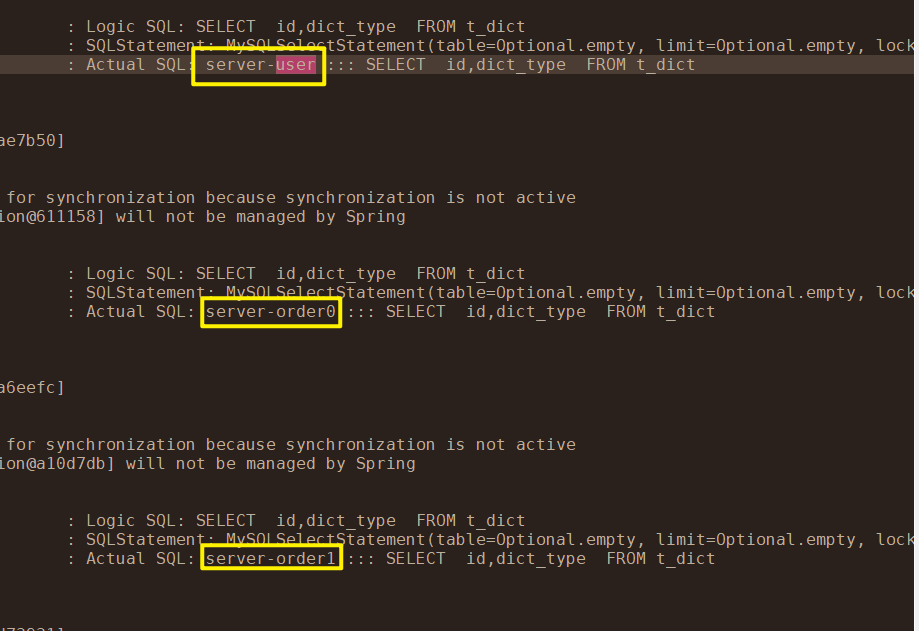 : Logic SQL: SELECT  id,dict_type  FROM t_dict
: SQLStatement: MySQLSelectStatement(table=Optional.empty, limit=Optional.empty, lock
: Actual SQL: server-user ::: SELECT  id,dict_type  FROM t_dict
ae7b50]
for synchronization because synchronization is not active
ion@611158] will not be managed by Spring
: Logic SQL: SELECT  id,dict_type  FROM t_dict
: SQLStatement: MySQLSelectStatement(table=Optional.empty, limit=Optional.empty, lock
: Actual SQL: server-order0 ::: SELECT  id,dict_type  FROM t_dict
a6eefc]
for synchronization because synchronization is not active
ion@a10d7db] will not be managed by Spring
: Logic SQL: SELECT  id,dict_type  FROM t_dict
: SQLStatement: MySQLSelectStatement(table=Optional.empty, limit=Optional.empty, lock
: Actual SQL: server-order1 ::: SELECT  id,dict_type  FROM t_dict